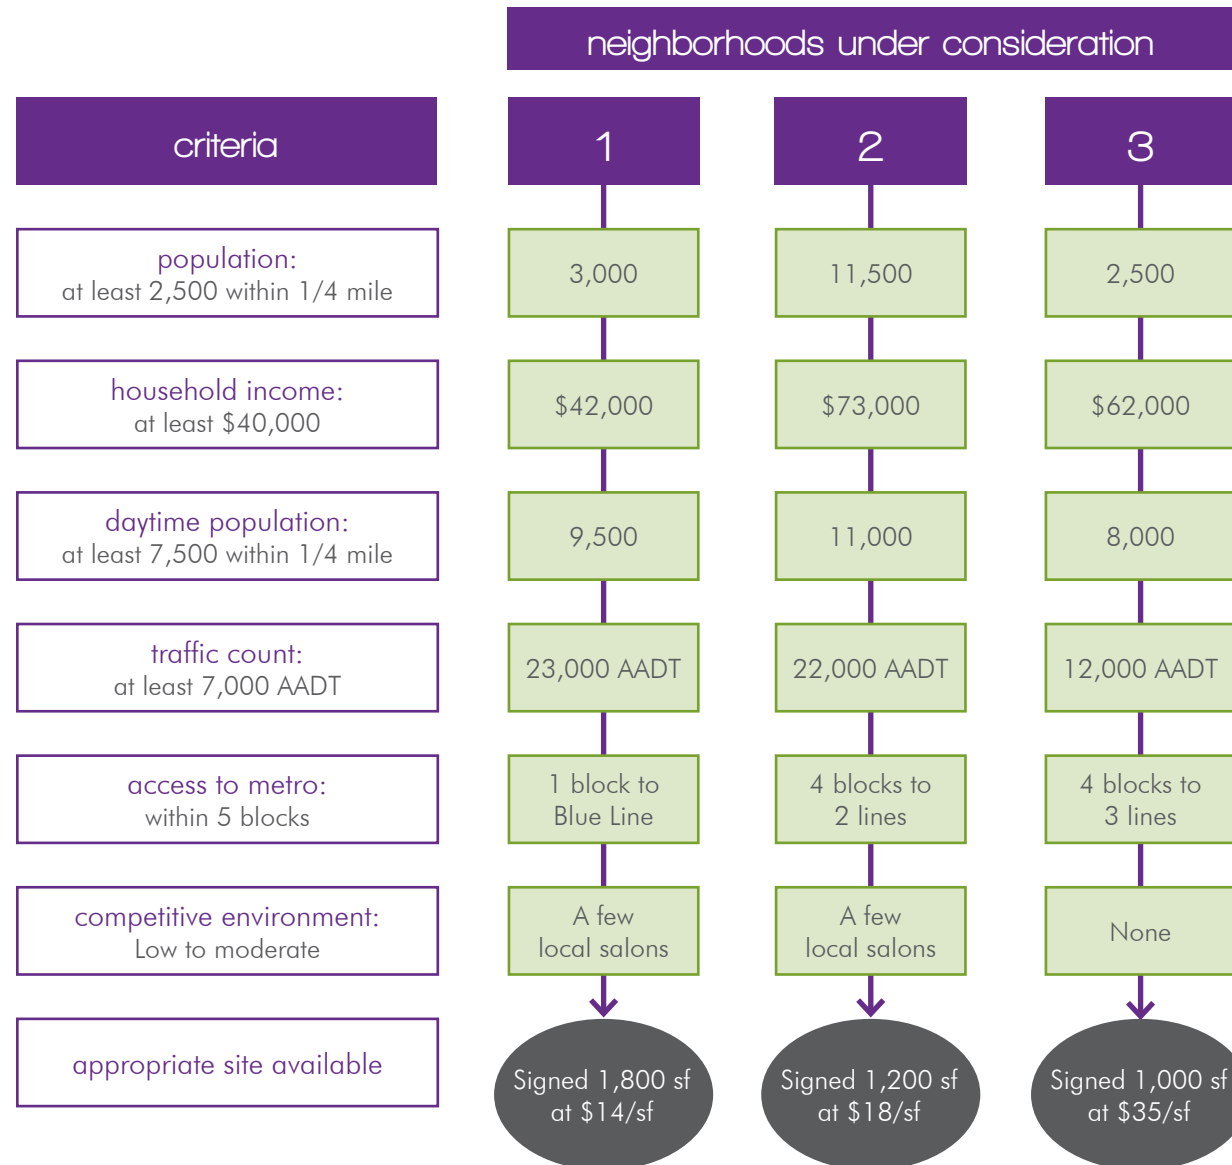 neighborhoods under consideration
criteria
1
2
3
population:
at least 2,500 within 1/4 mile
3,000
11,500
2,500
household income:
at least $40,000
$42,000
$73,000
$62,000
daytime population:
at least 7,500 within 1/4 mile
9,500
11,000
8,000
traffic count:
at least 7,000 AADT
23,000 AADT
22,000 AADT
12,000 AADT
access to metro:
within 5 blocks
1 block to
Blue Line
4 blocks to
2 lines
4 blocks to
3 lines
competitive environment:
Low to moderate
A few
local salons
A few
local salons
None
appropriate site available
Signed 1,800 sf
at $14/sf
Signed 1,200 sf
at $18/sf
Signed 1,000 sf
at $35/sf